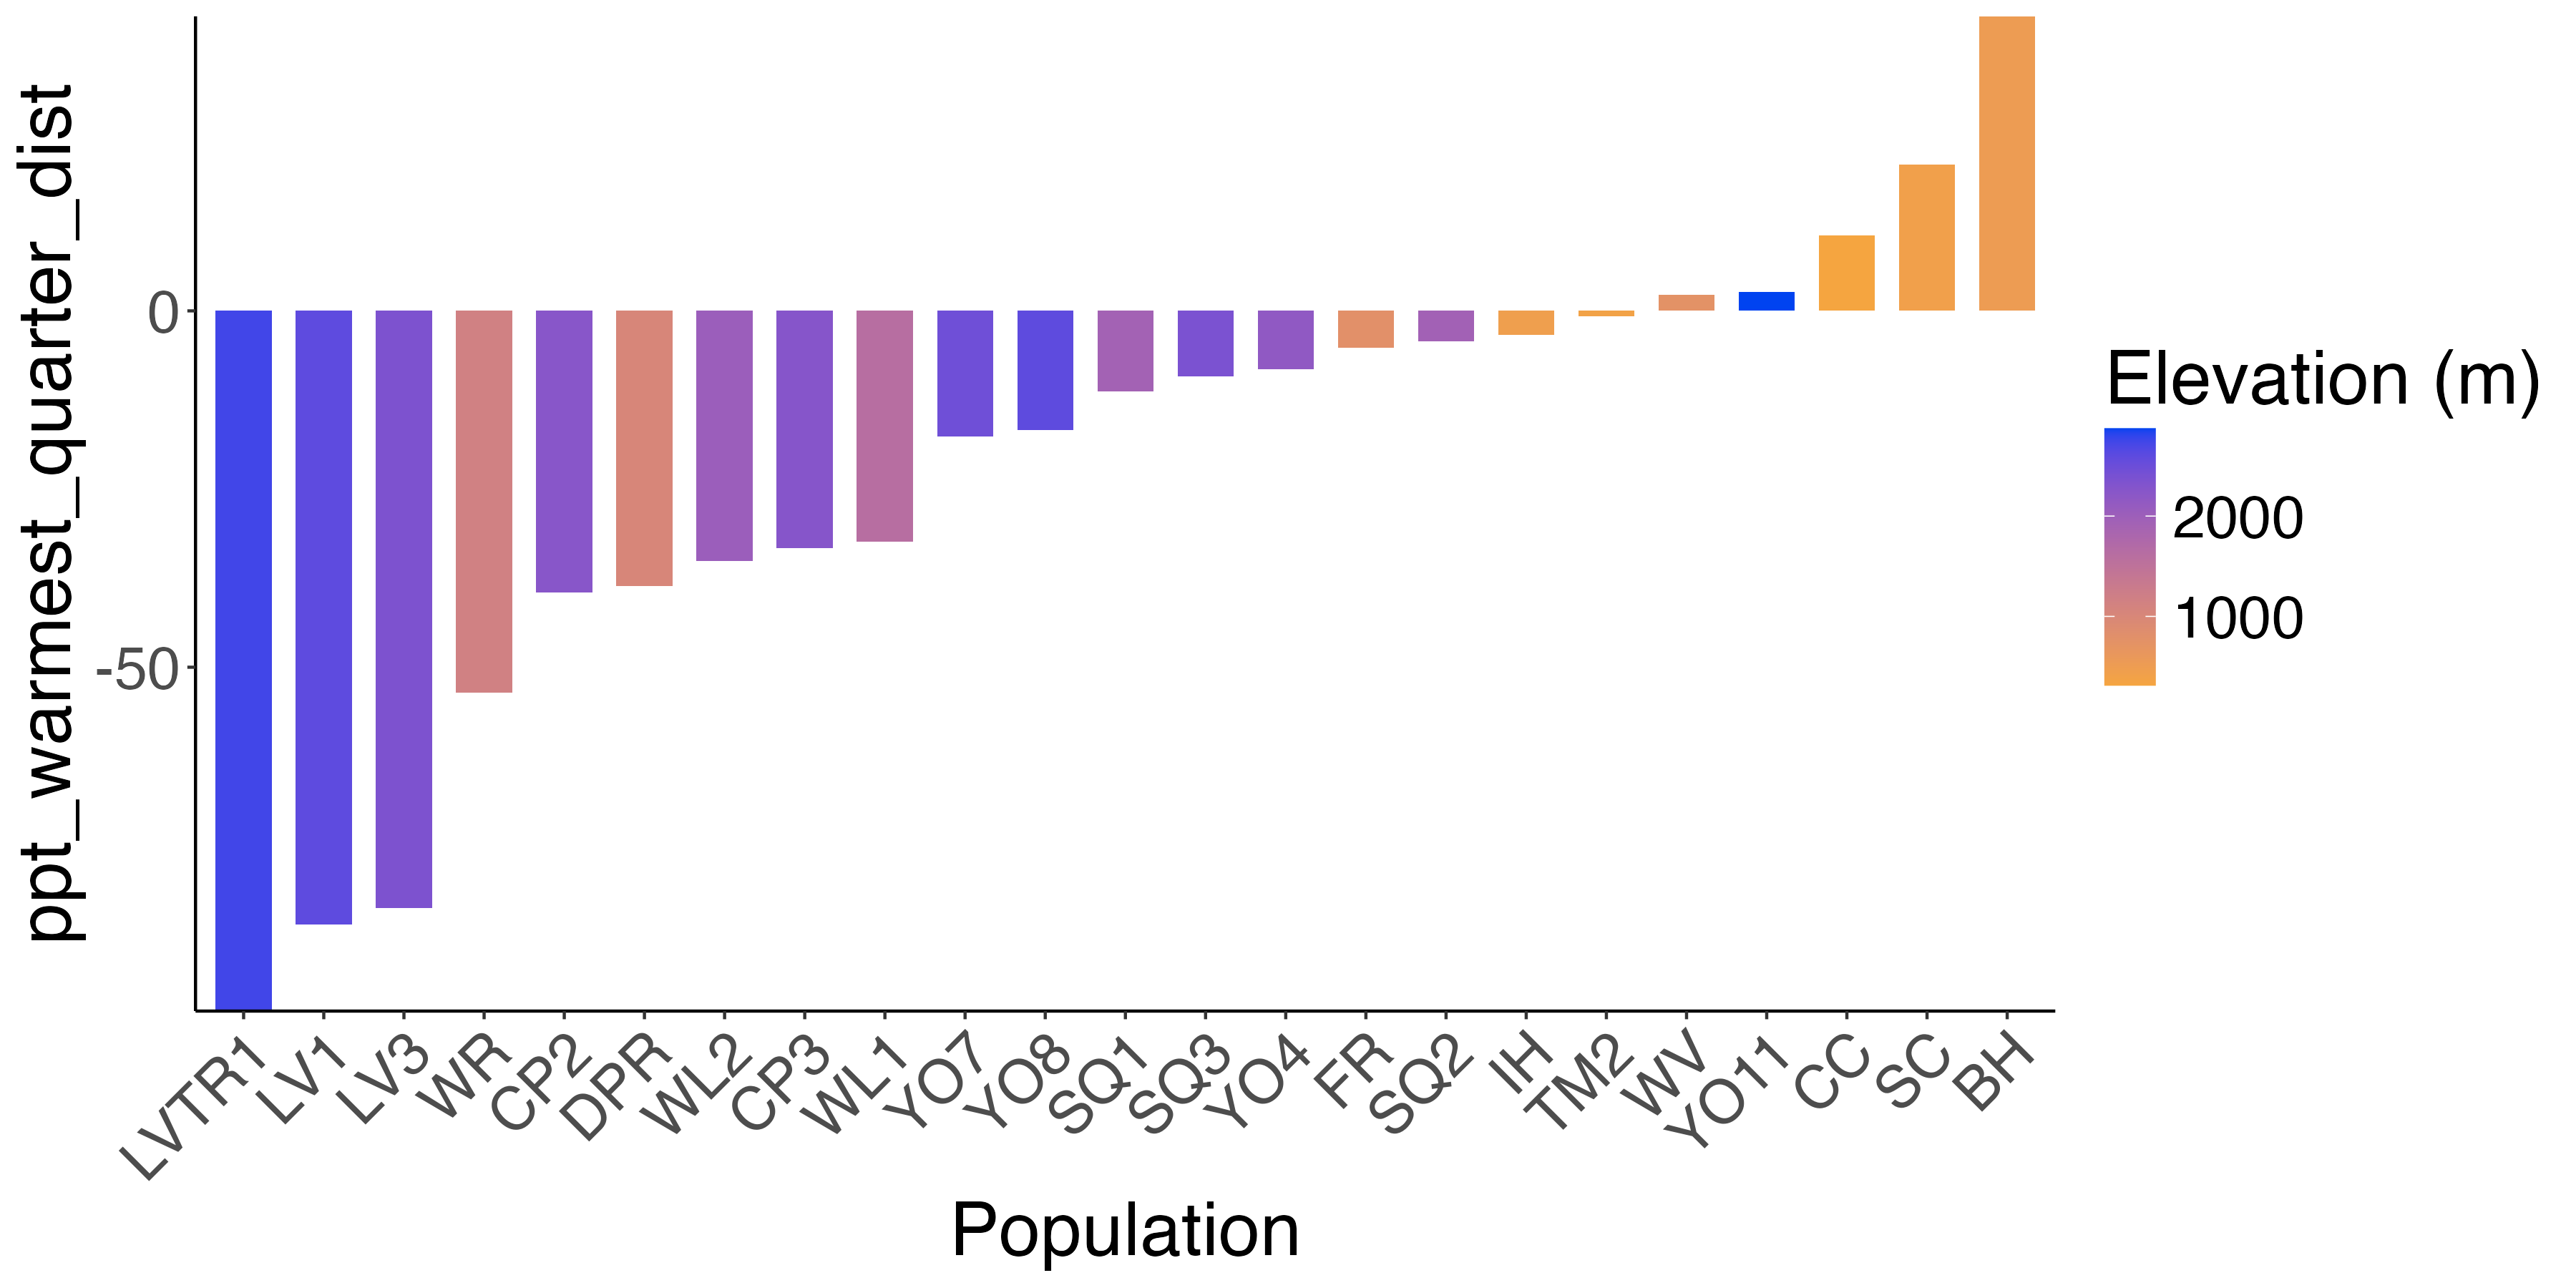 ppt_warmest_quarter_dist
0
-50
LVTR1
LV1
LV3
WR
CP2
DPR
WL2
CP3
WL1
YO7
YO8
SQ1
SQ3
YO4
FR
SQ2
IH
TM2
WV
YO11
CC
SC
BH
Population
Elevation (m)
2000
1000